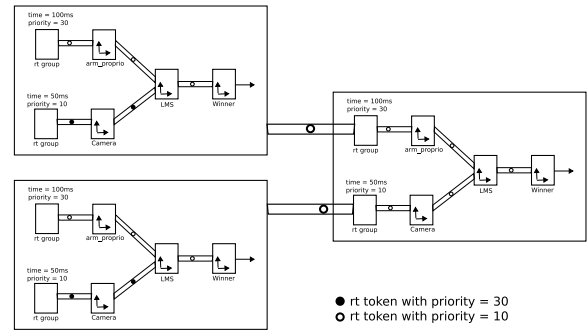 time = 100ms
priority = 30
rt group
arm_proprio
time = 50ms
priority = 10
rt group
Camera
LMS
Winner
time = 100ms
priority = 30
rt group
arm_proprio
time = 50ms
priority = 10
rt group
Camera
LMS
Winner
time = 100ms
priority = 30
rt group
arm_proprio
time = 50ms
priority = 10
rt group
Camera
LMS
Winner
rt token with priority = 30
rt token with priority = 10